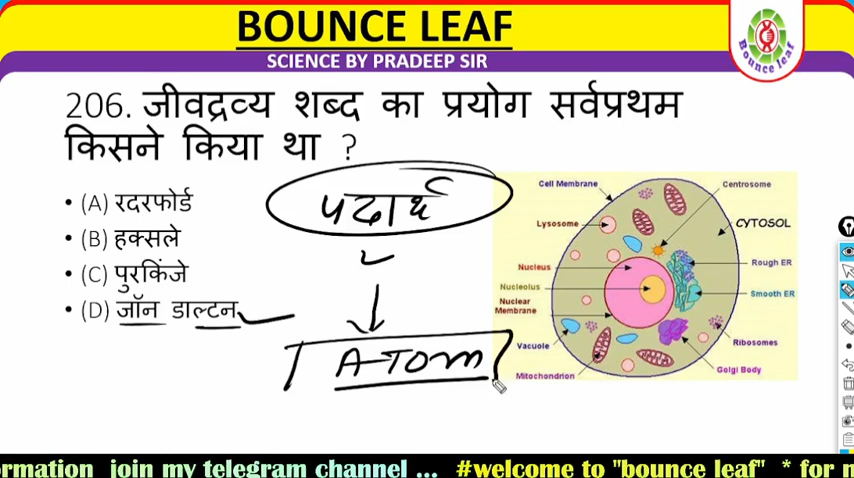 BOUNCE LEAF
SCIENCE BY PRADEEP SIR
Bounce leaf
206. जीवद्रव्य शब्द का प्रयोग सर्वप्रथम
किसने किया था ?
• (A) रदरफोर्ड
• (B) हक्सले
• (C) पुरकिंजे
• (D) जॉन डाल्टन
पदार्थ
ATOM
Cell Membrane
Centrosome
Lysosome
CYTOSOL
Nucleus
Rough ER
Nucleolus
Smooth ER
Nuclear
Membrane
Vacuole
Ribosomes
Mitochondrion
Golgi Body
ormation join my telegram channel ... #welcome to "bounce leaf" * for